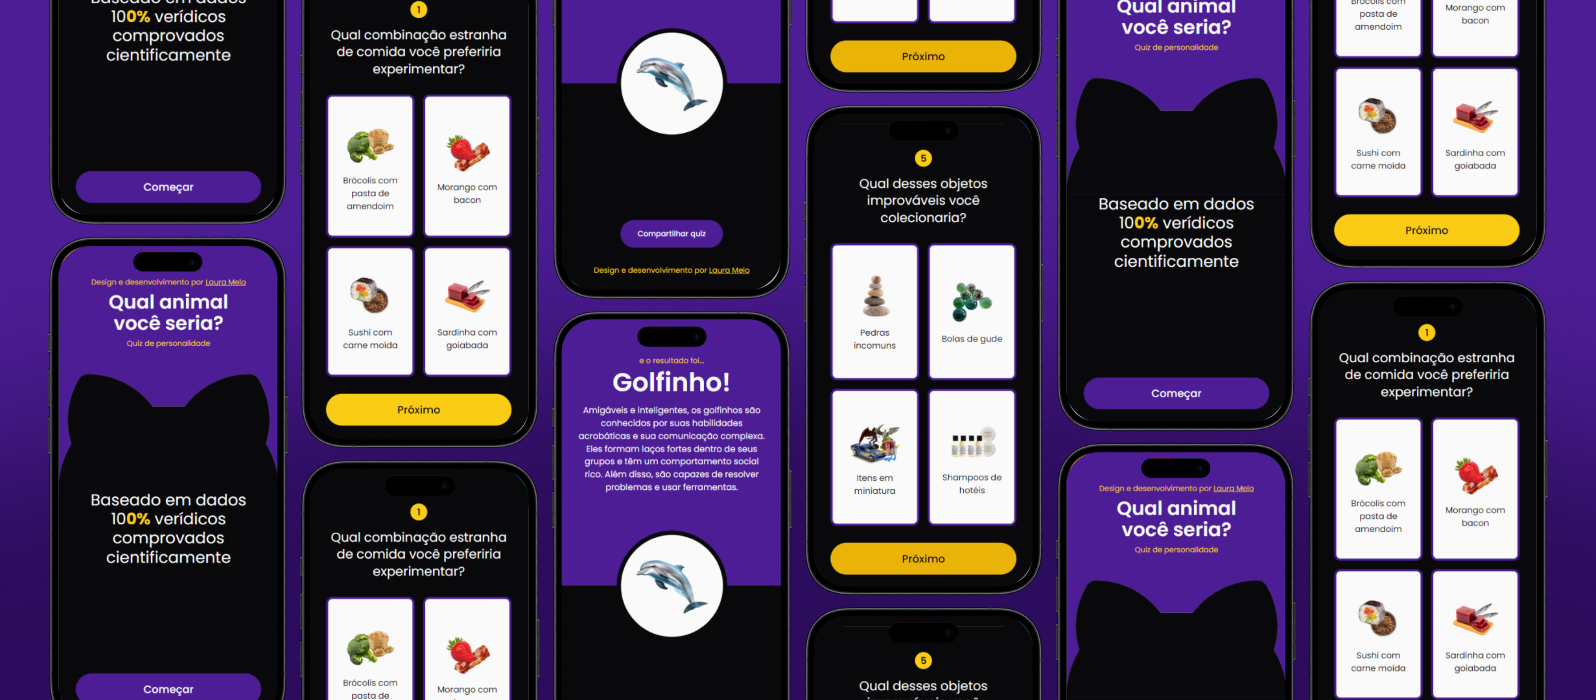 Baseado em dados
100% verídicos
comprovados
cientificamente
Começar
Design e desenvolvimento por Laura Melo
Qual animal
você seria?
Quiz de personalidade
Baseado em dados
100% verídicos
comprovados
cientificamente
Começar
1
Qual combinação estranha
de comida você preferiria
experimentar?
Brócolis com
pasta de
amendoim
Morango com
bacon
Sushi com
carne moida
Sardinha com
goiabada
Próximo
1
Qual combinação estranha
de comida você preferiria
experimentar?
Brócolis com
pasta de
Morango com
Compartilhar quiz
Design e desenvolvimento por Laura Melo
e o resultado foi...
Golfinho!
Amigáveis e inteligentes, os golfinhos são
conhecidos por suas habilidades
acrobáticas e sua comunicação complexa.
Eles formam laços fortes dentro de seus
grupos e têm um comportamento social
rico. Além disso, são capazes de resolver
problemas e usar ferramentas.
Próximo
5
Qual desses objetos
improváveis você
colecionaria?
Pedras
incomuns
Bolas de gude
Itens em
miniatura
Shampoos de
hotéis
Próximo
5
Qual desses objetos
Qual animal
você seria?
Quiz de personalidade
Baseado em dados
100% verídicos
comprovados
cientificamente
Começar
Design e desenvolvimento por Laura Melo
Qual animal
você seria?
Quiz de personalidade
Brócolis com
pasta de
amendoim
Morango com
bacon
Sushi com
carne moida
Sardinha com
goiabada
Próximo
1
Qual combinação estranha
de comida você preferiria
experimentar?
Brócolis com
pasta de
amendoim
Morango com
bacon
Sushi com
carne moida
Sardinha com
goiabada